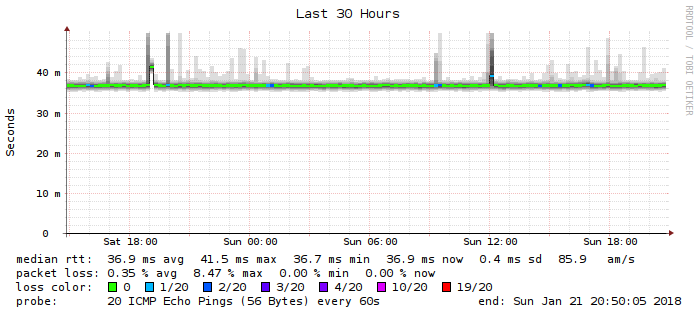 Last 30 Hours
RRDTOOL / TOBI OETIKER
Seconds
40 m
30 m
20 m
10 m
0
Sat 18:00 Sun 00:00 Sun 06:00 Sun 12:00 Sun 18:00
median rtt: 36.9 ms avg 41.5 ms max 36.7 ms min 36.9 ms now 0.4 ms sd 85.9 am/s
packet loss: 0.35 % avg 8.47 % max 0.00 % min 0.00 % now
loss color: 0 1/20 2/20 3/20 4/20 10/20 19/20
probe: 20 ICMP Echo Pings (56 Bytes) every 60s end: Sun Jan 21 20:50:05 2018